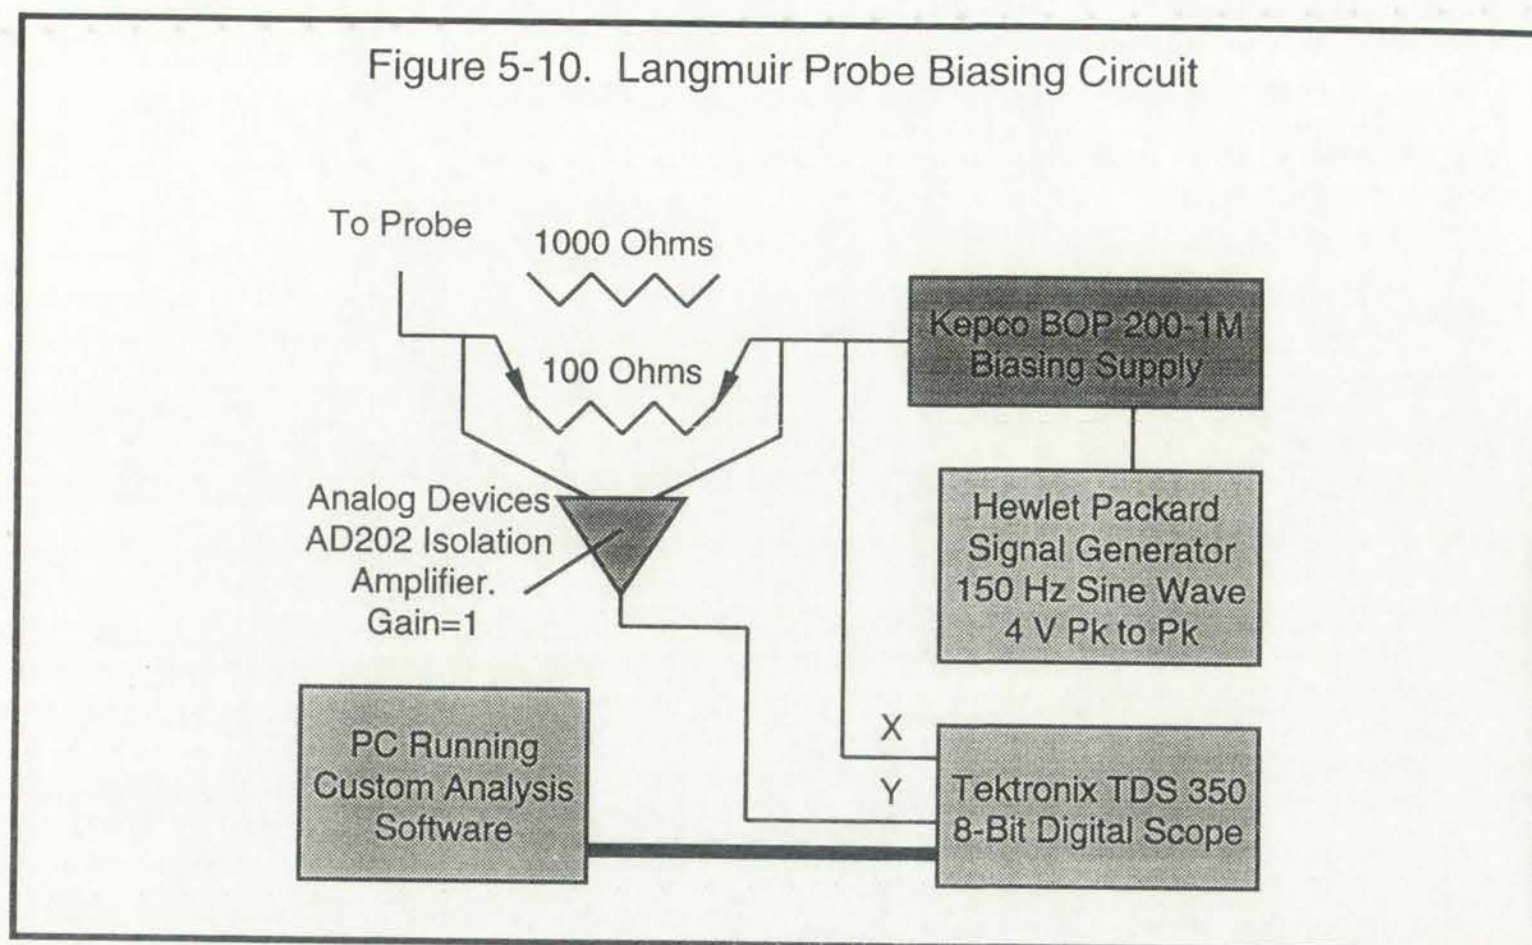 Figure 5-10. Langmuir Probe Biasing Circuit
To Probe
1000 Ohms
100 Ohms
Kepco BOP 200-1M
Biasing Supply
Analog Devices
AD202 Isolation
Amplifier.
Gain=1
Hewlet Packard
Signal Generator
150 Hz Sine Wave
4 V Pk to Pk
X
Y
PC Running
Custom Analysis
Software
Tektronix TDS 350
8-Bit Digital Scope